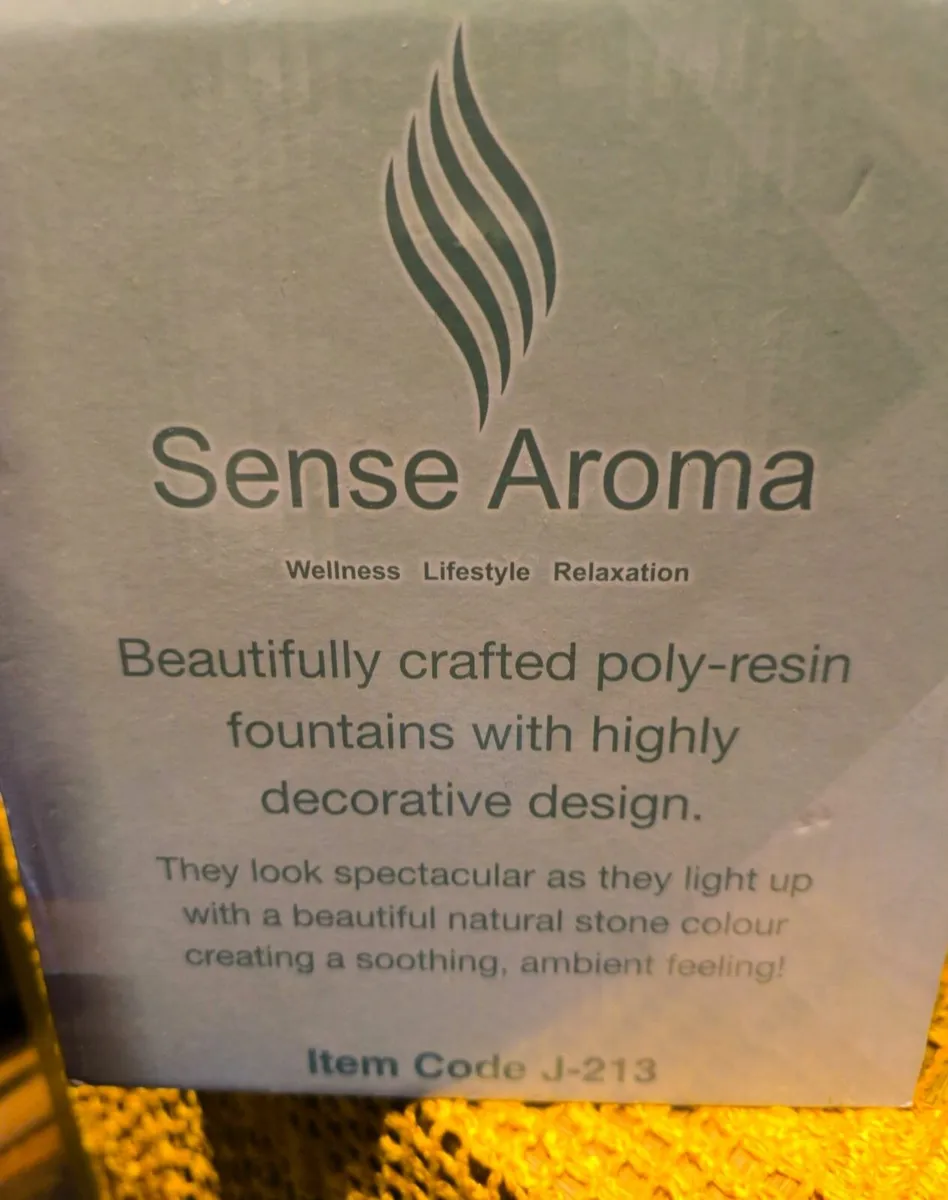 Sense Aroma
Wellness Lifestyle Relaxation
Beautifully crafted poly-resin
fountains with highly
decorative design.
They look spectacular as they light up
with a beautiful natural stone colour
creating a soothing, ambient feeling!
Item Code J-213